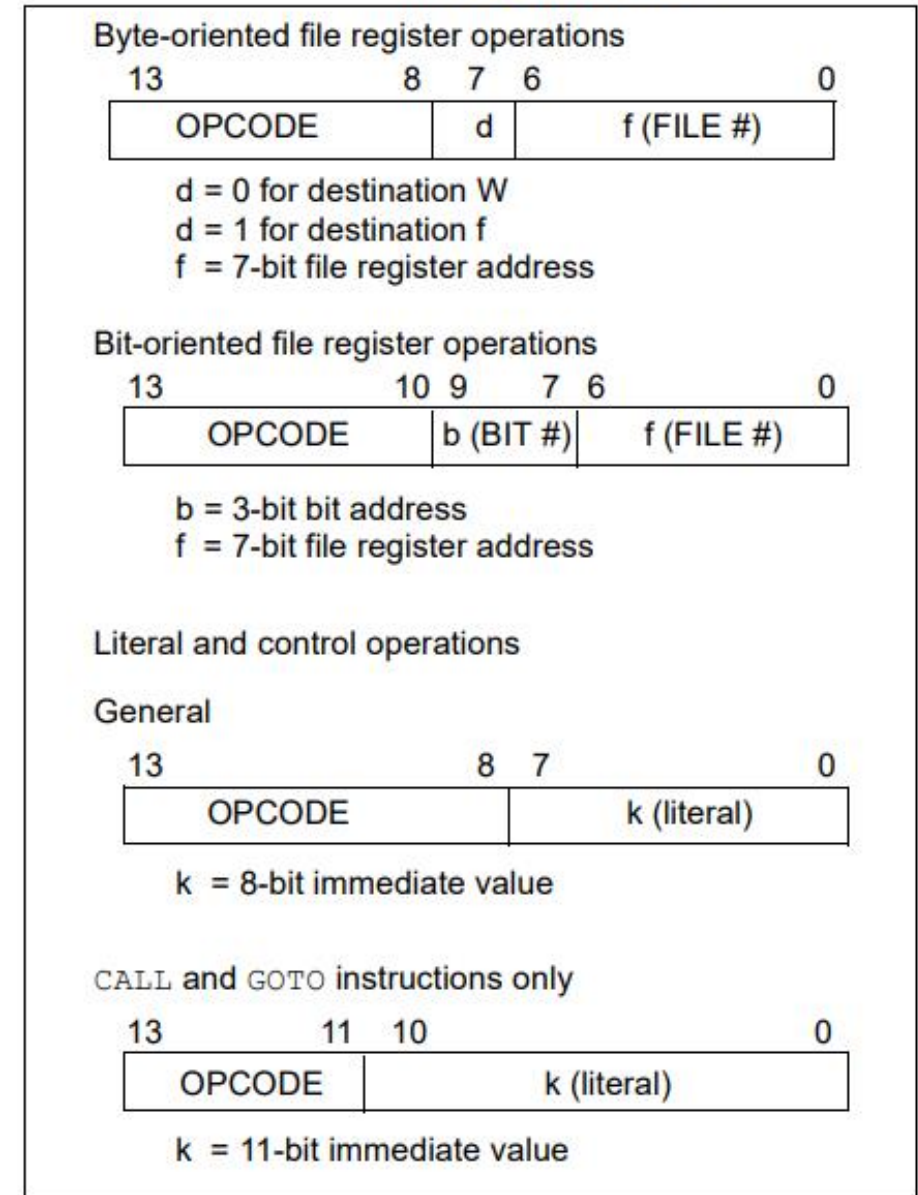 Byte-oriented file register operations
13 8 7 6 0
OPCODE d f (FILE #)
d = 0 for destination W
d = 1 for destination f
f = 7-bit file register address
Bit-oriented file register operations
13 10 9 7 6 0
OPCODE b (BIT #) f (FILE #)
b = 3-bit bit address
f = 7-bit file register address
Literal and control operations
General
13 8 7 0
OPCODE k (literal)
k = 8-bit immediate value
CALL and GOTO instructions only
13 11 10 0
OPCODE k (literal)
k = 11-bit immediate value